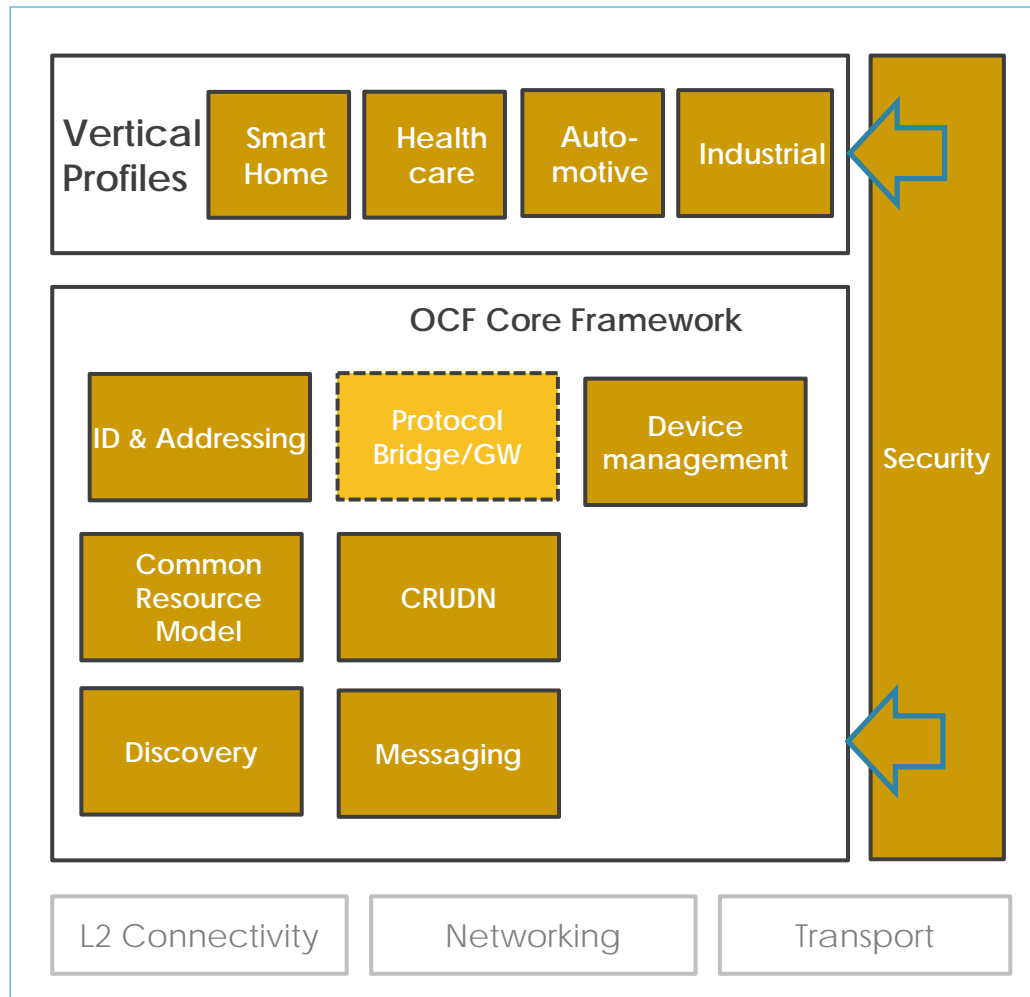 Vertical
Profiles
Smart
Home
Health
care
Auto-
motive
Industrial
Security
OCF Core Framework
ID & Addressing
Protocol
Bridge/GW
Device
management
Common
Resource
Model
CRUDN
Discovery
Messaging
L2 Connectivity
Networking
Transport